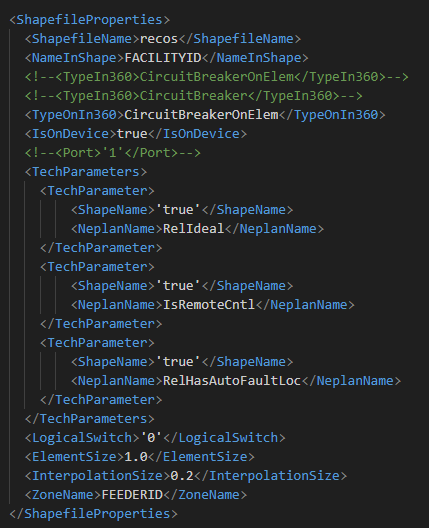 <ShapefileProperties>
<ShapefileName>recos</ShapefileName>
<NameInShape>FACILITYID</NameInShape>
<!--<TypeIn360>CircuitBreakerOnElem</TypeIn360>-->
<!--<TypeIn360>CircuitBreaker</TypeIn360>-->
<TypeOnIn360>CircuitBreakerOnElem</TypeOnIn360>
<IsOnDevice>true</IsOnDevice>
<!--<Port>'1'</Port>-->
<TechParameters>
<TechParameter>
<ShapeName>'true'</ShapeName>
<NeplanName>RelIdeal</NeplanName>
</TechParameter>
<TechParameter>
<ShapeName>'true'</ShapeName>
<NeplanName>IsRemoteCntl</NeplanName>
</TechParameter>
<TechParameter>
<ShapeName>'true'</ShapeName>
<NeplanName>RelHasAutoFaultLoc</NeplanName>
</TechParameter>
</TechParameters>
<LogicalSwitch>'0'</LogicalSwitch>
<ElementSize>1.0</ElementSize>
<InterpolationSize>0.2</InterpolationSize>
<ZoneName>FEEDERID</ZoneName>
</ShapefileProperties>